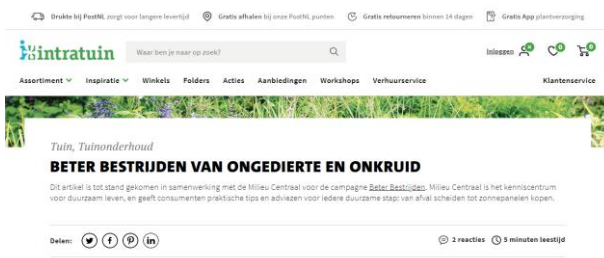 Drukte bij PostNL zorgt voor langere levertijd Gratis afhalen bij onze PostNL punten Gratis retourneren binnen 14 dagen Gratis App plantverzorging
intratuin Waar ben je naar op zoek? Inloggen 0 0
Assortiment Inspiratie Winkels Folders Acties Aanbiedingen Workshops Verhuurservice Klantenservice
Tuin, Tuinonderhoud
BETER BESTRIJDEN VAN ONGEDIERTE EN ONKRUID
Dit artikel is tot stand gekomen in samenwerking met de Milieu Centraal voor de campagne Beter Bestrijden. Milieu Centraal is het kenniscentrum
voor duurzaam leven, en geeft consumenten praktische tips en adviezen voor iedere duurzame stap: van afval scheiden tot zonnepanelen kopen.
Delen: 2 reacties 5 minuten leestijd